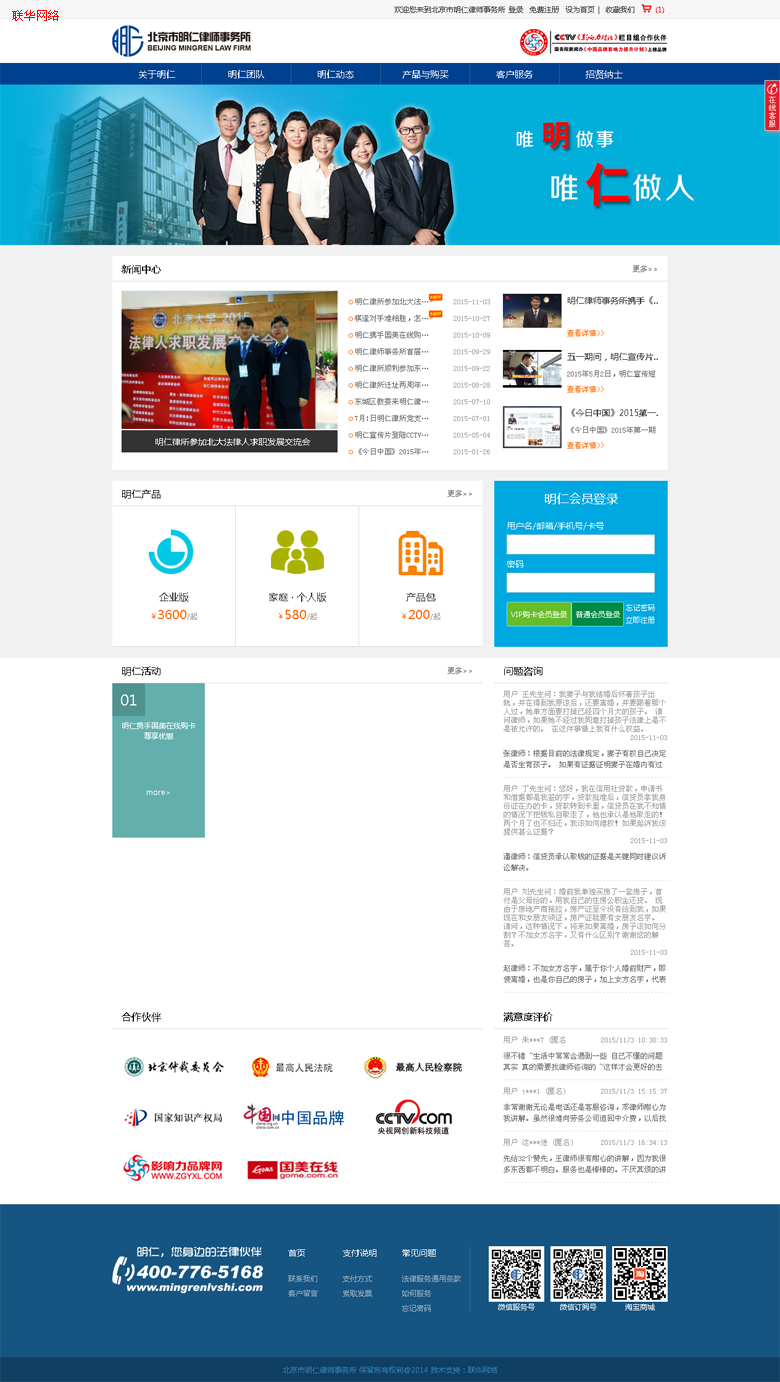 联华网络
欢迎您来到北京市明仁律师事务所 登录 免费注册 设为首页 | 收藏我们 (1)
北京市明仁律师事务所
BEIJING MINGREN LAW FIRM
CCTV《影响力对话》栏目组合作伙伴
国务院新闻办《中国品牌影响力提升计划》上榜品牌
关于明仁 明仁团队 明仁动态 产品与购买 客户服务 招贤纳士
在线客服
唯明做事
唯仁做人
新闻中心 更多>>
北京大学 2015
法律人求职发展交流会
明仁律所参加北大法律人求职发展交流会
明仁律所参加北大法… NEW 2015-11-03
棋逢对手难相胜，怎… NEW 2015-10-27
明仁携手国美在线购… 2015-10-09
明仁律师事务所首届… 2015-09-29
明仁律所顺利参加东… 2015-09-22
明仁律所迁址两周年… 2015-08-28
东城区教委来明仁律… 2015-07-10
7月1日明仁律所党支… 2015-07-01
明仁宣传片登陆CCTV… 2015-05-04
《今日中国》2015年… 2015-01-26
明仁律师事务所携手《..
查看详情>>
五一期间，明仁宣传片..
2015年5月2日，明仁宣传短
查看详情>>
《今日中国》2015第一.
《今日中国》2015年第一期
查看详情>>
明仁产品 更多>>
企业版
¥3600/起
家庭·个人版
¥580/起
产品包
¥200/起
明仁会员登录
用户名/邮箱/手机号/卡号
密码
VIP购卡会员登录 普通会员登录 忘记密码
立即注册
明仁活动 更多>>
01
明仁携手国美在线购卡
尊享优惠
more>
问题咨询
用户 王先生问：我妻子与我结婚后怀着孩子出
轨，并在得到我原谅后，还要离婚，并要跟着那个
人过，她单方面要打掉已经四个月大的孩子。 请
问律师，如果她不经过我同意打掉孩子法律上是不
是被允许的。 在这件事情上我有什么权益。
2015-11-03
张律师：根据目前的法律规定，妻子有权自己决定
是否生育孩子。 如果有证据证明妻子在婚内有过
用户 丁先生问：您好，我在信用社贷款，申请书
和借据都是我签的字，贷款批准后，信贷员拿我身
份证在办的卡，贷款转到卡里，信贷员在我不知情
的情况下把钱私自取走了，他也承认是他取走的！
两个月了也不归还，我该如何维权！如果起诉我该
提供甚么证据？
2015-11-03
潘律师：信贷员承认取钱的证据是关键同时建议诉
讼解决。
用户 刘先生问：婚前我单独买房了一套房子，首
付是父母给的，用我自己的住房公积金还贷。 现
由于房地产商拖拉，房产证至今没有给到我，如果
现在和女朋友领证，房产证就要有女朋友名字。
请问，这种情况下，将来如果离婚，房子该如何分
割？不加女方名字，又有什么区别？谢谢您的解
答。
2015-11-03
赵律师：不加女方名字，属于你个人婚前财产，即
使离婚，也是你自己的房子，加上女方名字，代表
合作伙伴
北京仲裁委员会 最高人民法院 最高人民检察院
国家知识产权局 中国网 china.org.cn china.com.cn 中国品牌 CCTV.com
央视网创新科技频道
影响力品牌网
WWW.ZGYXL.COM
Gome 国美在线
gome.com.cn
满意度评价
用户 朱***7 (匿名 2015/11/3 10:30:33
很不错 ~生活中常常会遇到一些 自己不懂的问题
其实 真的需要找律师咨询的 ~这样才会更好的去
用户 t***1 (匿名) 2015/11/3 15:15:37
非常谢谢无论是电话还是客服咨询，邓律师耐心为
我讲解。虽然很难向劳务公司追回中介费，以后找
用户 这***迷 (匿名) 2015/11/3 16:34:13
先给32个赞先，王律师很有耐心的讲解，因为我很
多东西都不明白。服务也是棒棒的。不厌其烦的讲
明仁，您身边的法律伙伴
400-776-5168
www.mingrenlvshi.com
首页 支付说明 常见问题
联系我们 支付方式 法律服务通用条款
客户留言 索取发票 如何服务
忘记密码
微信服务号 微信订阅号 淘宝商城
北京市明仁律师事务所 保留所有权利@2014 技术支持：联华网络